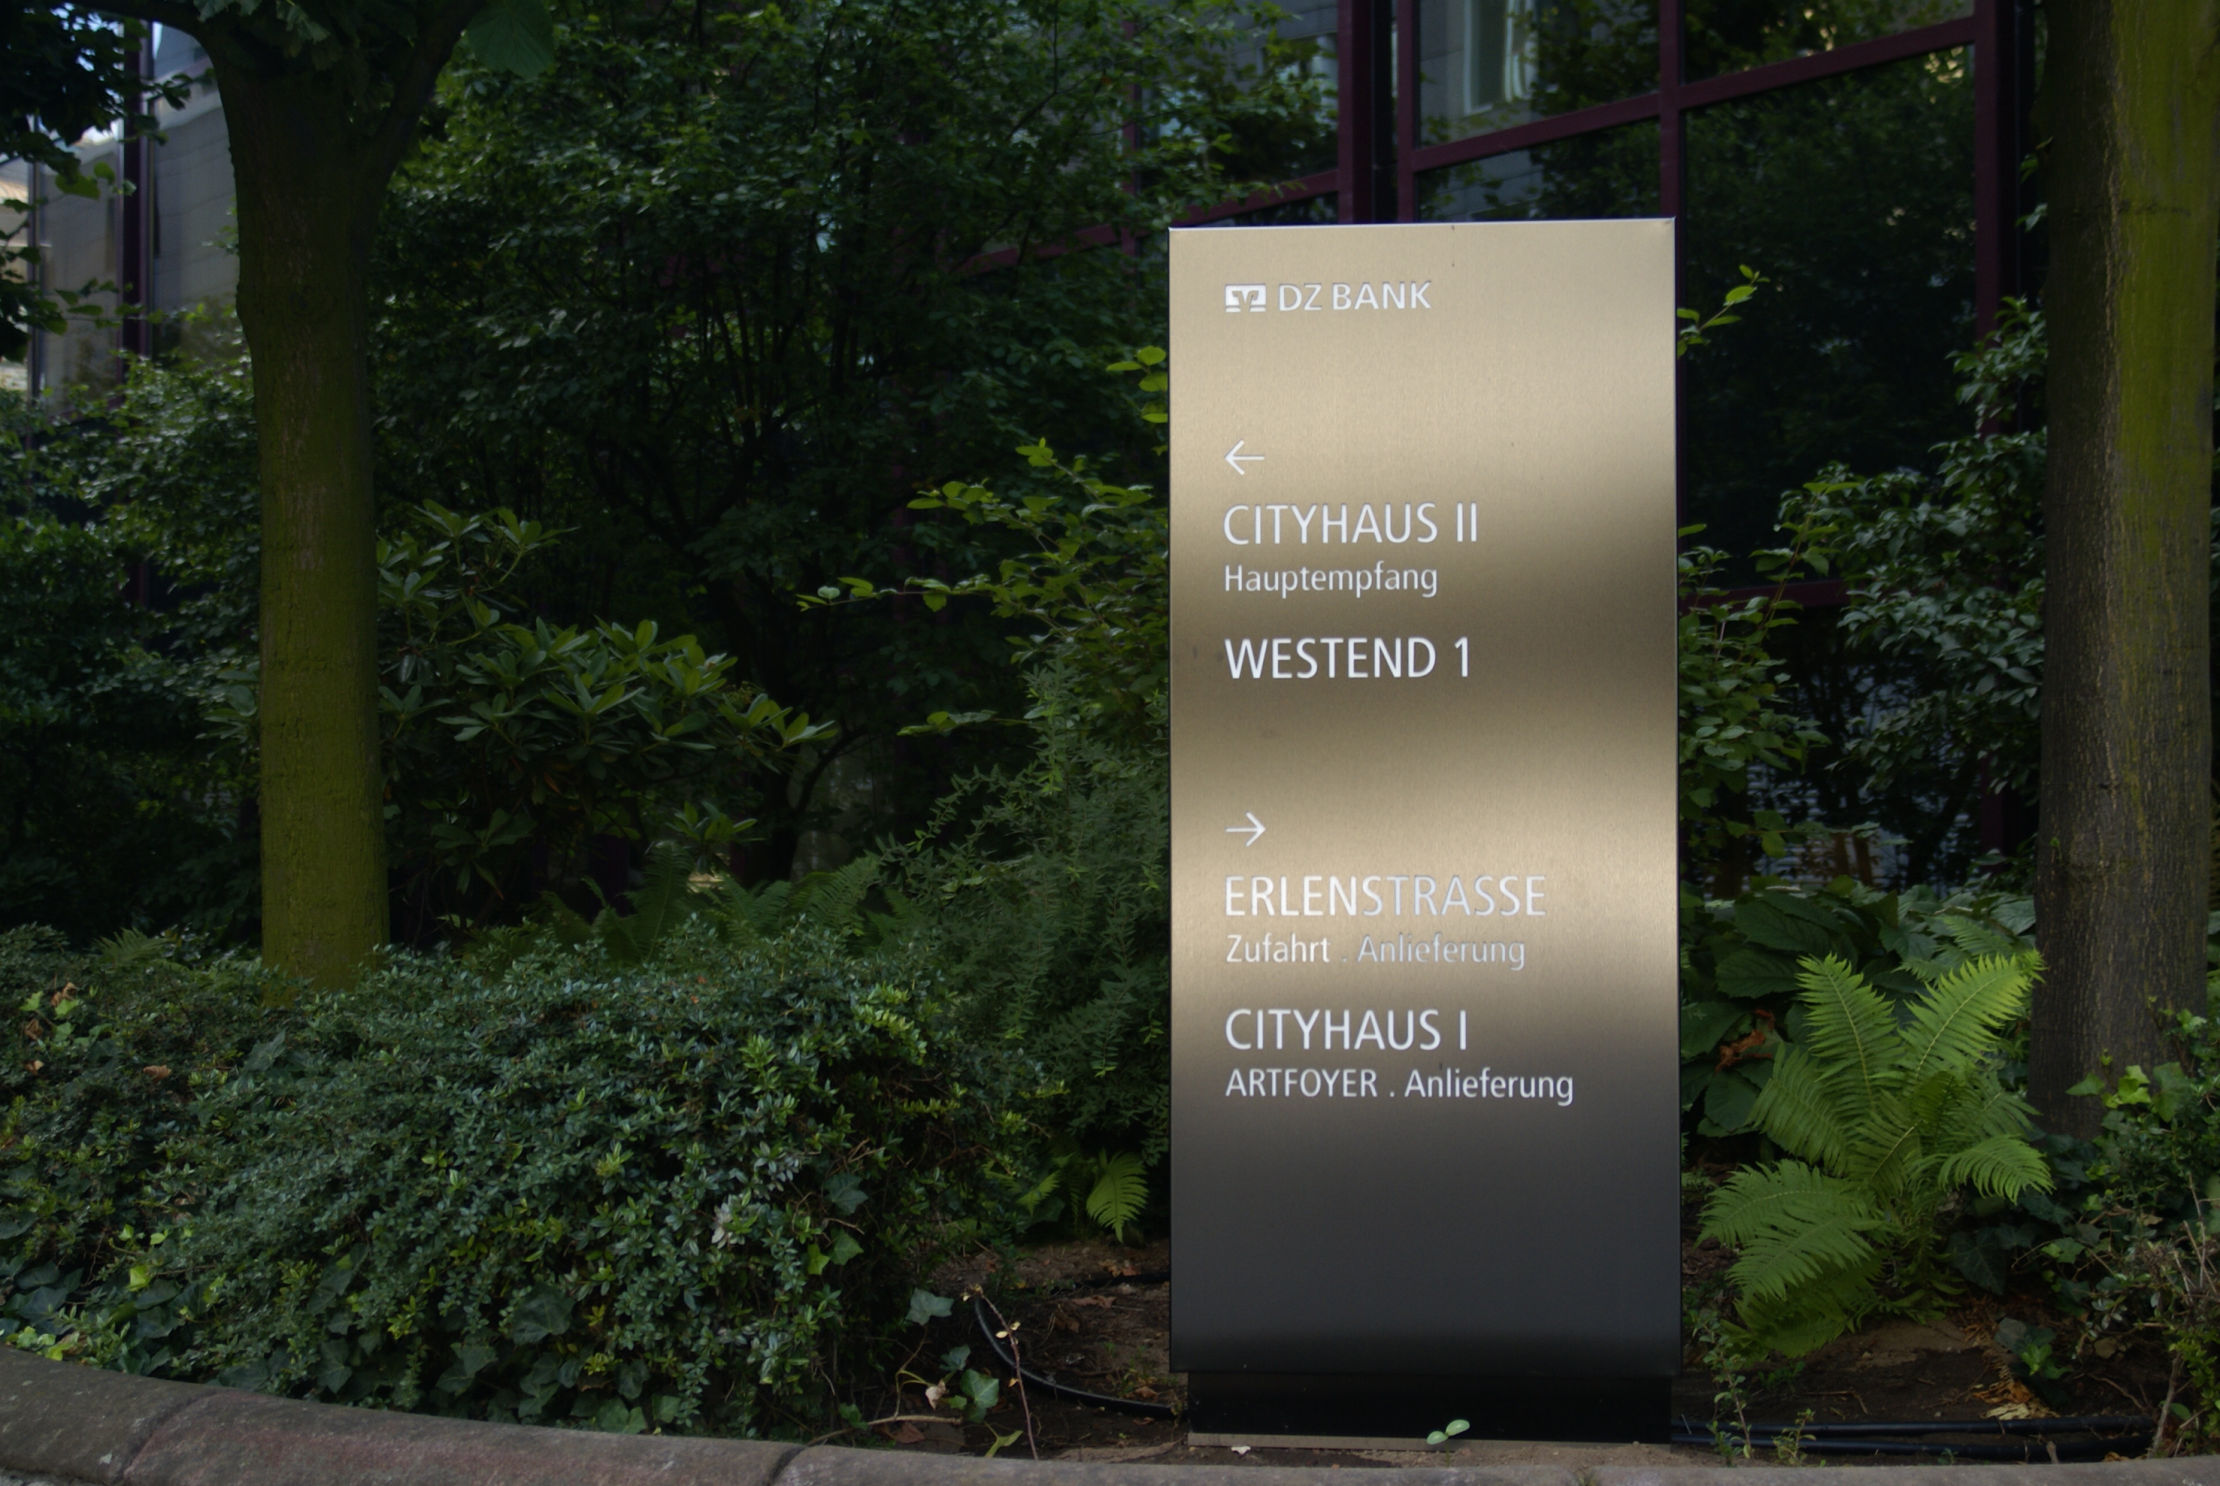 DZ BANK
←
CITYHAUS II
Hauptempfang
WESTEND 1
→
ERLENSTRASSE
Zufahrt . Anlieferung
CITYHAUS I
ARTFOYER . Anlieferung